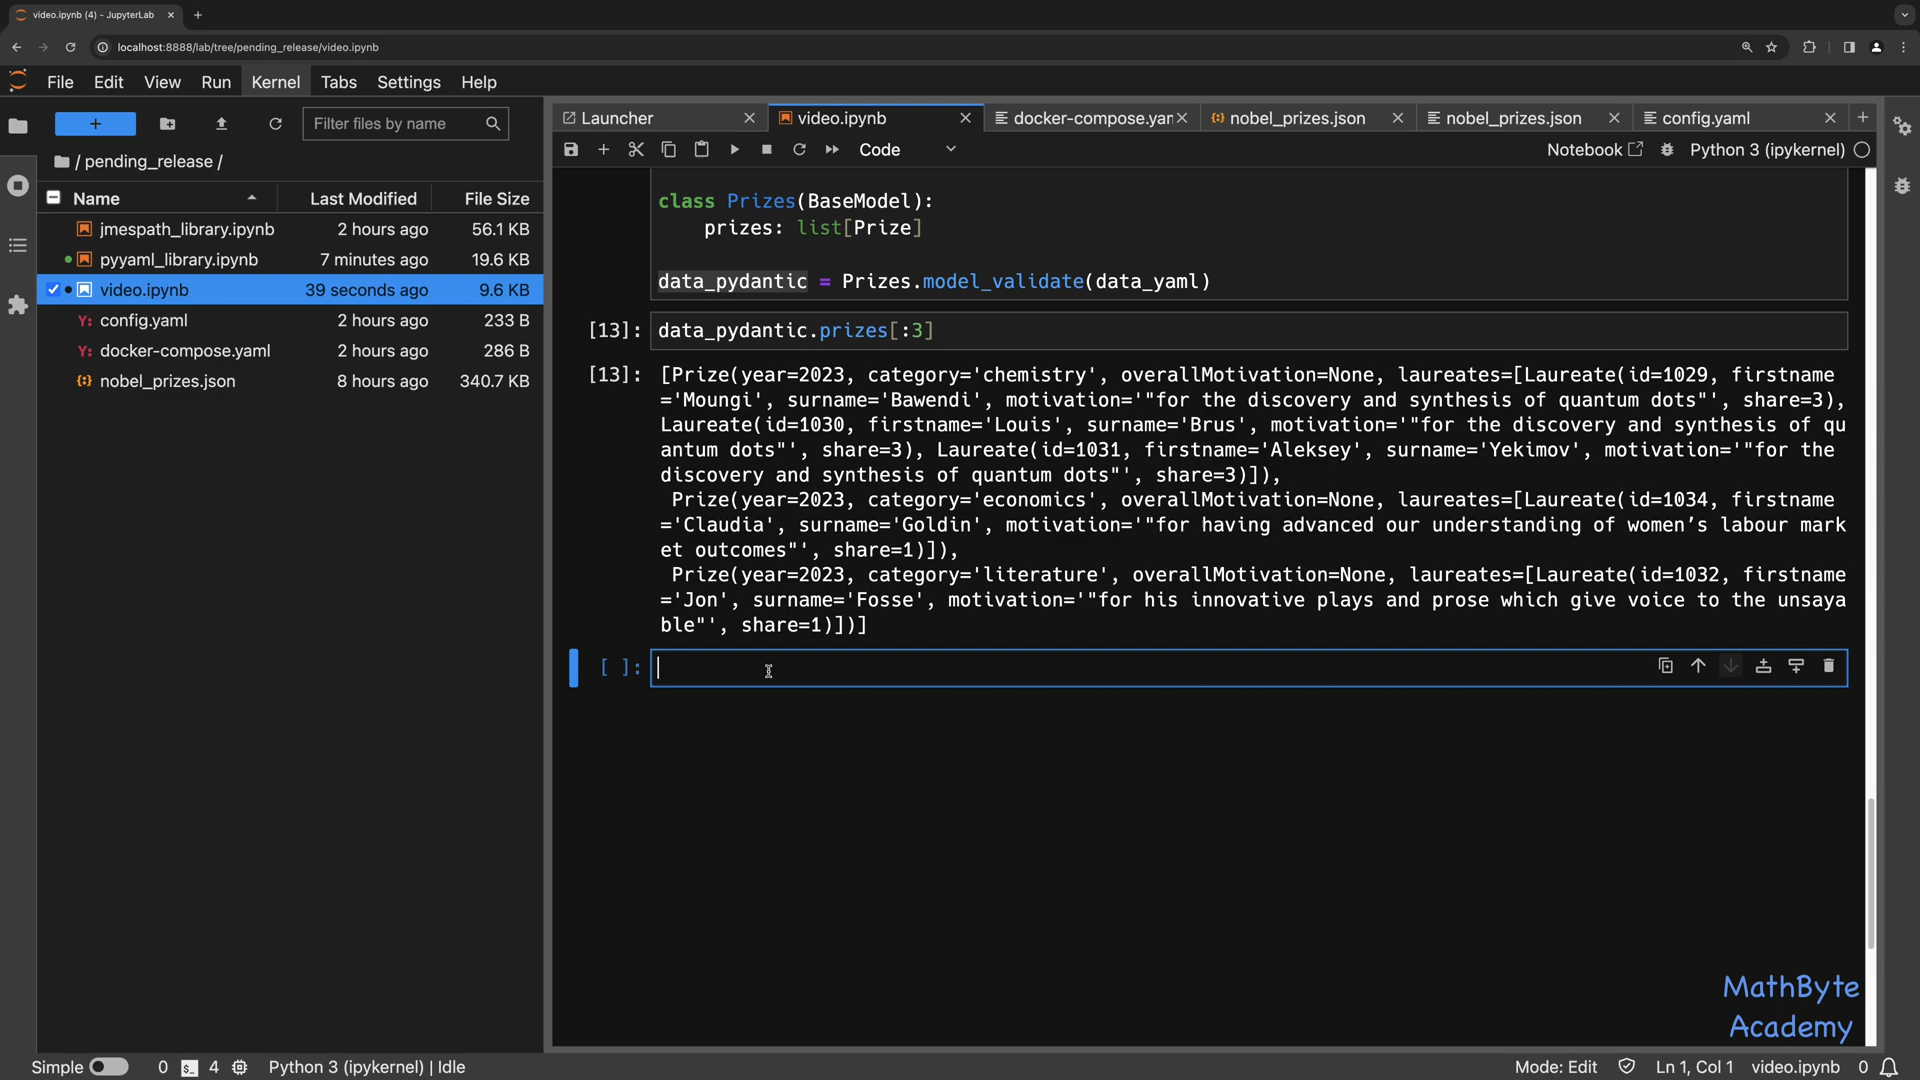 video.ipynb (4) - JupyterLab
localhost:8888/lab/tree/pending_release/video.ipynb
File Edit View Run Kernel Tabs Settings Help
Filter files by name
/ pending_release /
Name Last Modified File Size
jmespath_library.ipynb 2 hours ago 56.1 KB
pyyaml_library.ipynb 7 minutes ago 19.6 KB
video.ipynb 39 seconds ago 9.6 KB
config.yaml 2 hours ago 233 B
docker-compose.yaml 2 hours ago 286 B
nobel_prizes.json 8 hours ago 340.7 KB
Launcher video.ipynb docker-compose.yam nobel_prizes.json nobel_prizes.json config.yaml
Code Notebook Python 3 (ipykernel)
class Prizes(BaseModel):
prizes: list[Prize]
data_pydantic = Prizes.model_validate(data_yaml)
[13]: data_pydantic.prizes[:3]
[13]: [Prize(year=2023, category='chemistry', overallMotivation=None, laureates=[Laureate(id=1029, firstname
='Moungi', surname='Bawendi', motivation='"for the discovery and synthesis of quantum dots"', share=3),
Laureate(id=1030, firstname='Louis', surname='Brus', motivation='"for the discovery and synthesis of qu
antum dots"', share=3), Laureate(id=1031, firstname='Aleksey', surname='Yekimov', motivation='"for the
discovery and synthesis of quantum dots"', share=3)]),
Prize(year=2023, category='economics', overallMotivation=None, laureates=[Laureate(id=1034, firstname
='Claudia', surname='Goldin', motivation='"for having advanced our understanding of women’s labour mark
et outcomes"', share=1)]),
Prize(year=2023, category='literature', overallMotivation=None, laureates=[Laureate(id=1032, firstname
='Jon', surname='Fosse', motivation='"for his innovative plays and prose which give voice to the unsaya
ble"', share=1)])]
[ ]:
MathByte
Academy
Simple 0 4 Python 3 (ipykernel) | Idle Mode: Edit Ln 1, Col 1 video.ipynb 0